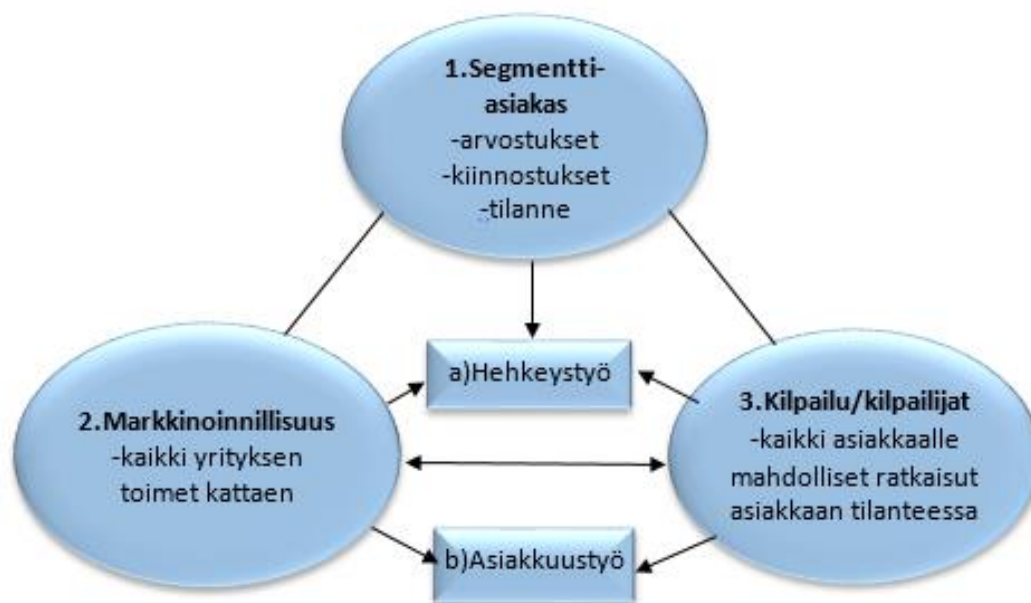 1.Segmentti-
asiakas
-arvostukset
-kiinnostukset
-tilanne
a)Hehkeystyö
2.Markkinoinnillisuus
-kaikki yrityksen
toimet kattaen
3.Kilpailu/kilpailijat
-kaikki asiakkaalle
mahdolliset ratkaisut
asiakkaan tilanteessa
b)Asiakkuustyö